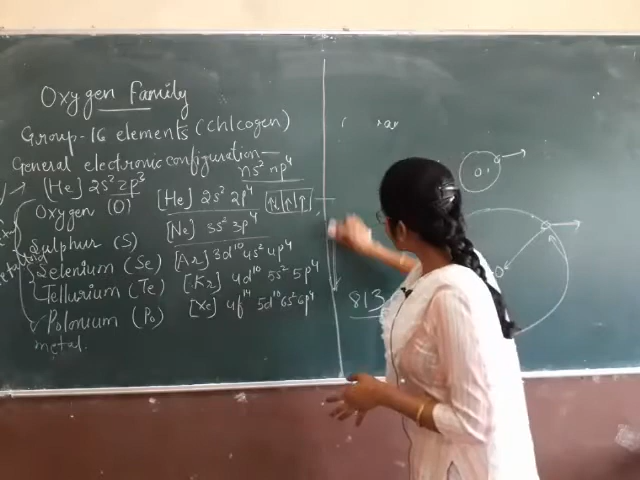 Oxygen Family
Group-16 elements (Chlcogen)
General electronic configuration - ns² np⁴
[He] 2s² 2p³
Oxygen (O) [He] 2s² 2p⁴
Sulphur (S) [Ne] 3s² 3p⁴
Selenium (Se) [Ar] 3d¹⁰ 4s² 4p⁴
Tellurium (Te) [Kr] 4d¹⁰ 5s² 5p⁴
Polonium (Po) [Xe] 4f¹⁴ 5d¹⁰ 6s² 6p⁴
metal.
813